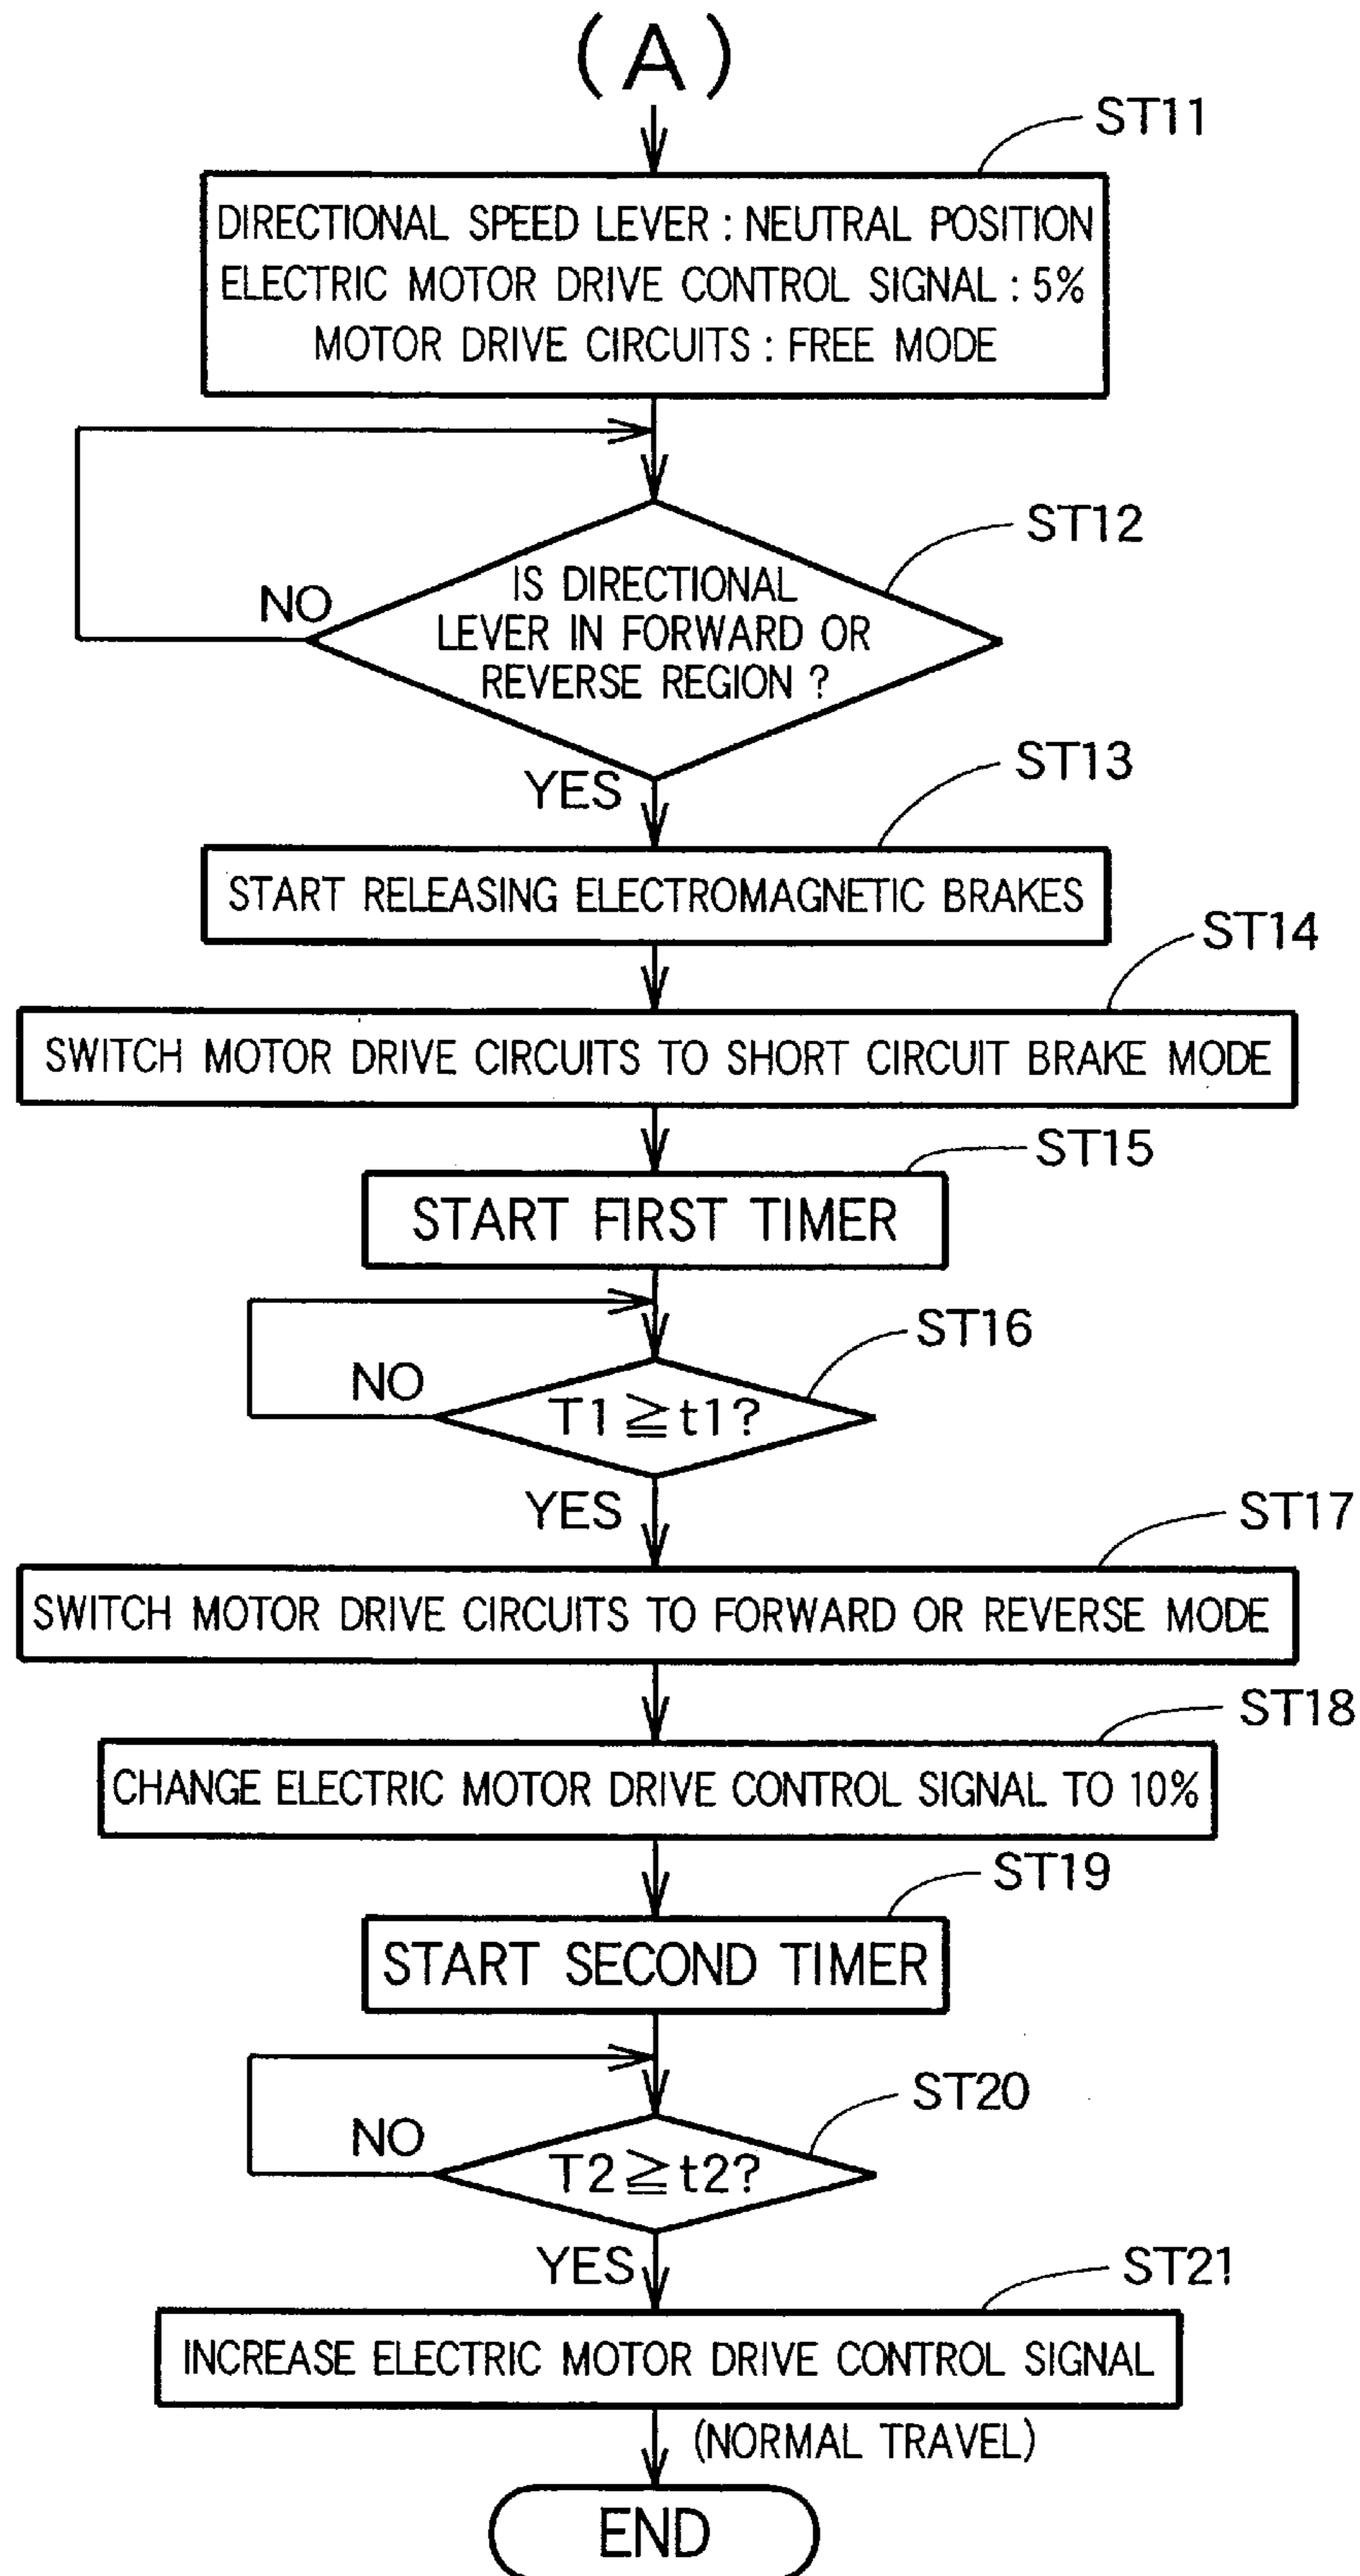 (A)
ST11
DIRECTIONAL SPEED LEVER : NEUTRAL POSITION
ELECTRIC MOTOR DRIVE CONTROL SIGNAL : 5%
MOTOR DRIVE CIRCUITS : FREE MODE
ST12
IS DIRECTIONAL
NO
LEVER IN FORWARD OR
REVERSE REGION ?
ST13
YES
START RELEASING ELECTROMAGNETIC BRAKES
ST14
SWITCH MOTOR DRIVE CIRCUITS TO SHORT CIRCUIT BRAKE MODE
ST15
START FIRST TIMER
ST16
NO
T1 ≧ t1?
YES
ST17
SWITCH MOTOR DRIVE CIRCUITS TO FORWARD OR REVERSE MODE
ST18
CHANGE ELECTRIC MOTOR DRIVE CONTROL SIGNAL TO 10%
ST19
START SECOND TIMER
ST20
NO
T2 ≧ t2?
YES
ST21
INCREASE ELECTRIC MOTOR DRIVE CONTROL SIGNAL
(NORMAL TRAVEL)
END